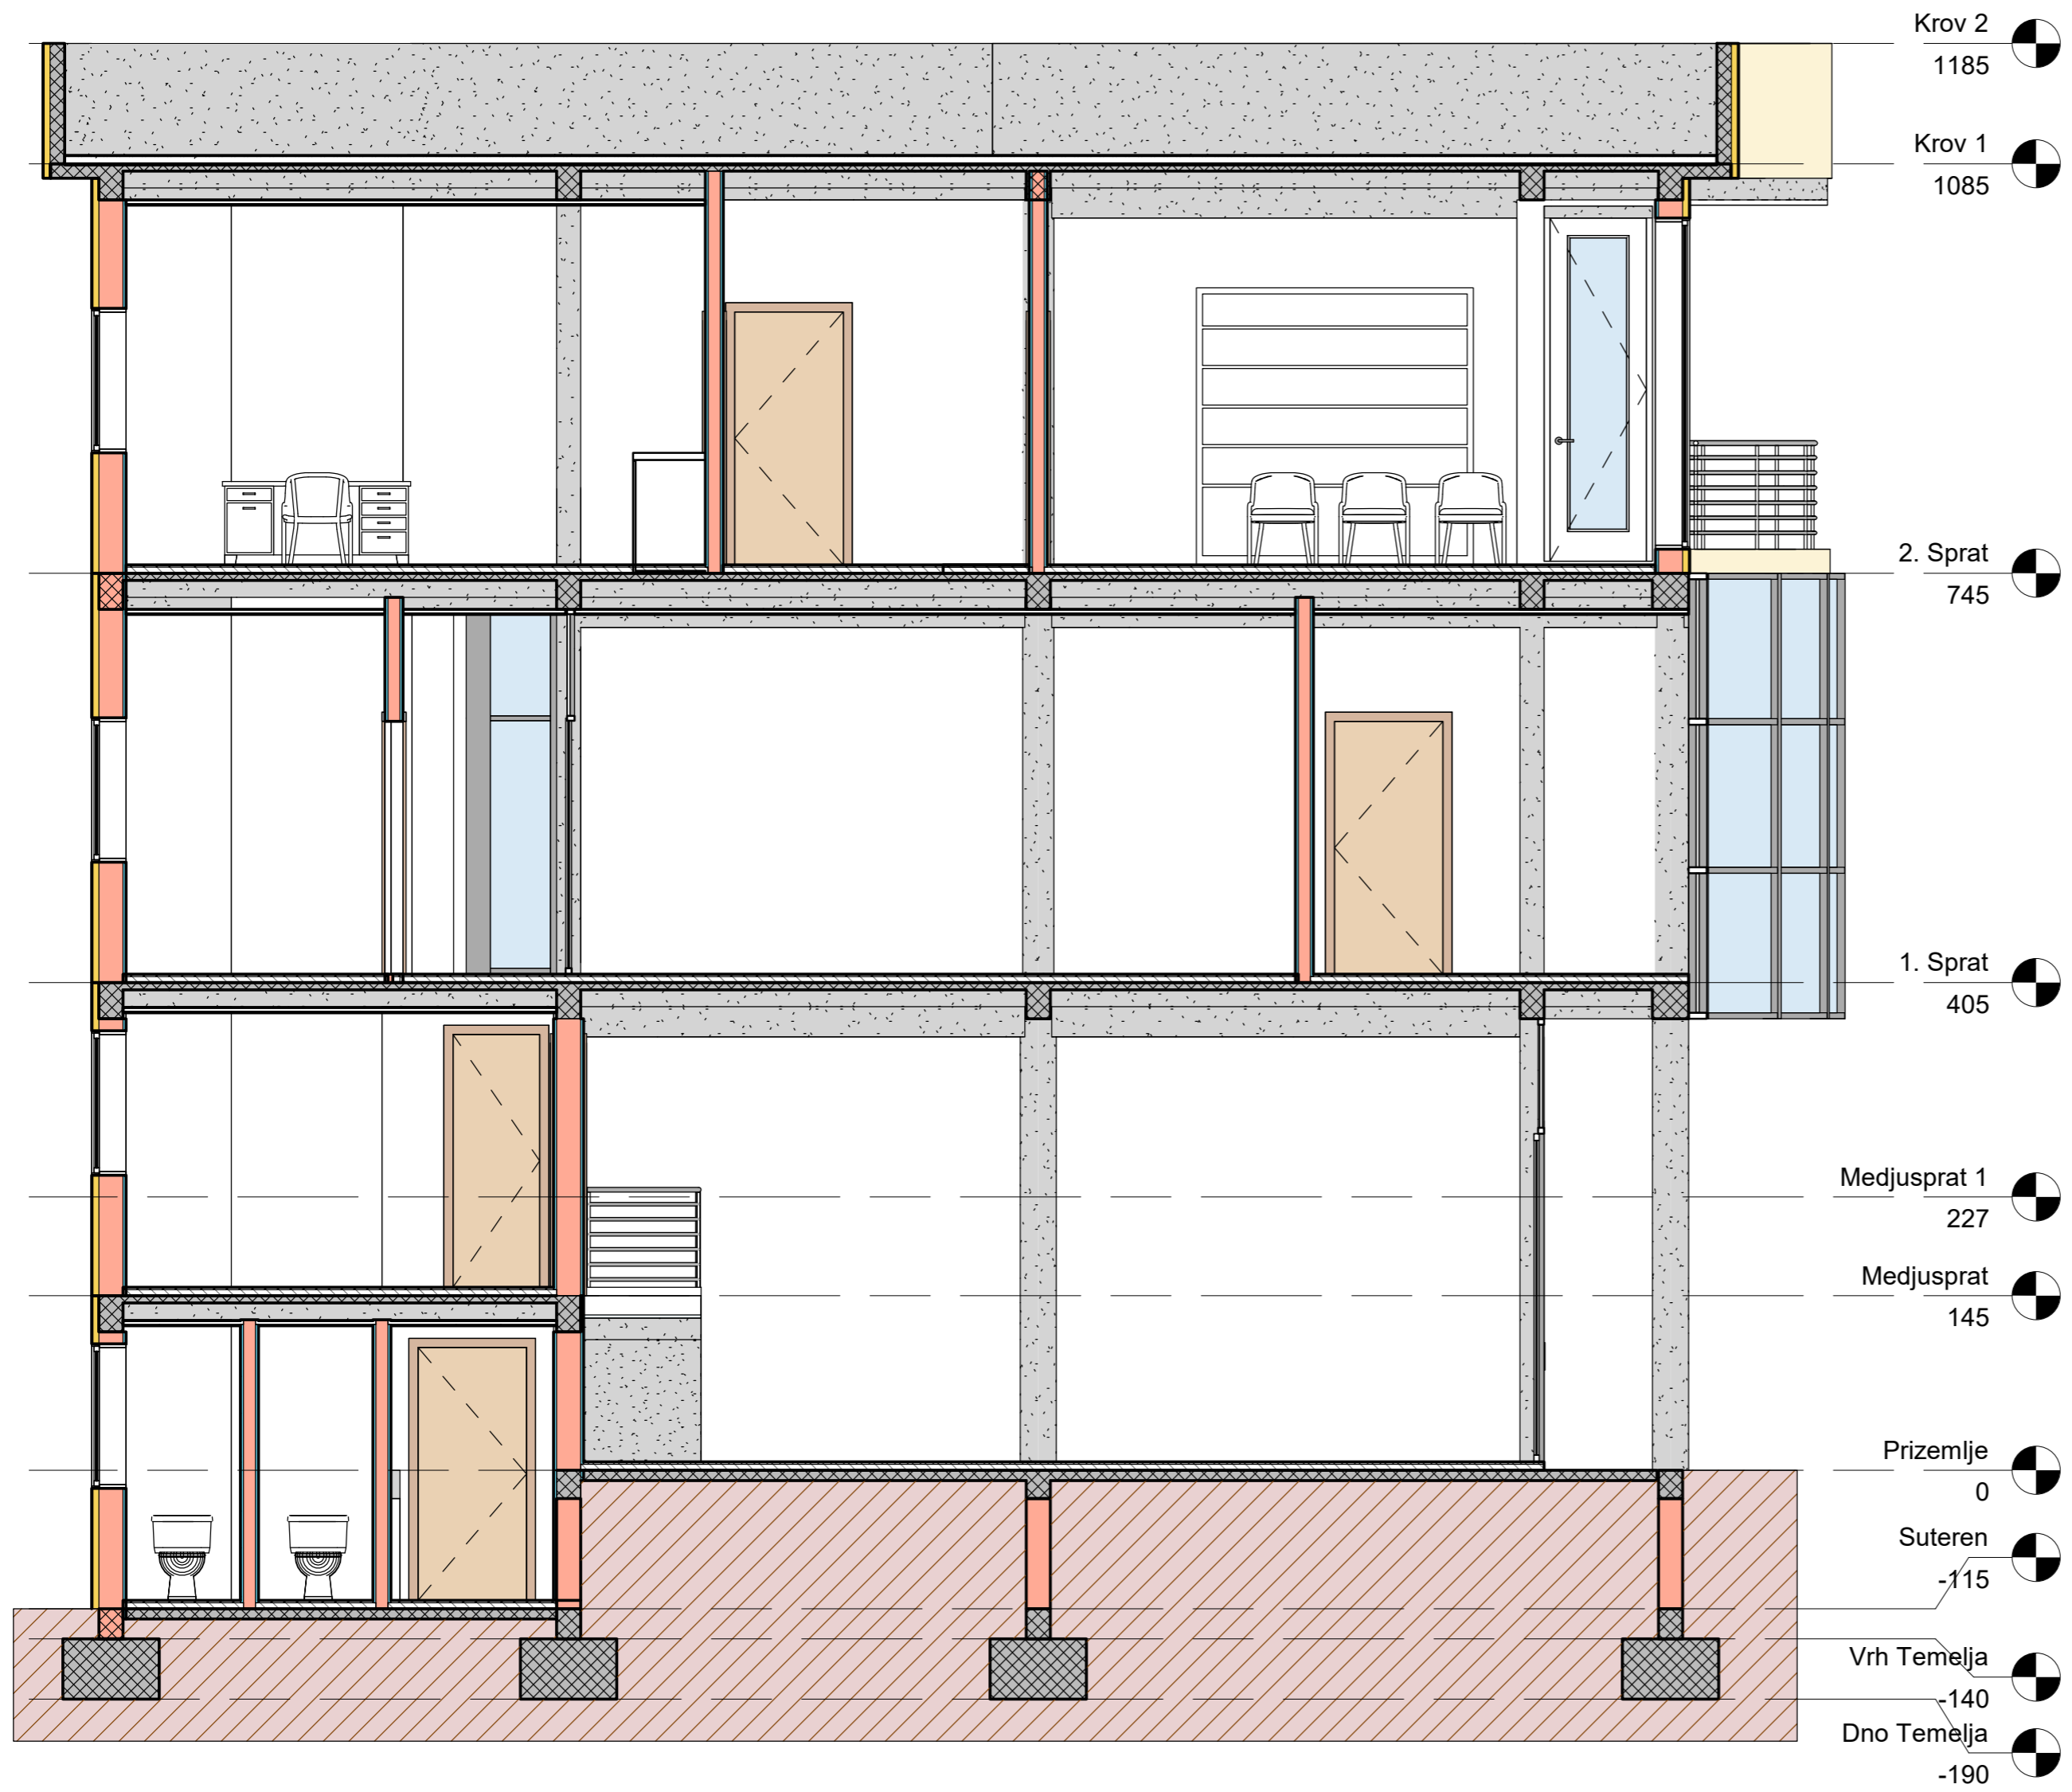 Krov 2
1185
Krov 1
1085
2. Sprat
745
1. Sprat
405
Medjusprat 1
227
Medjusprat
145
Prizemlje
0
Suteren
-115
Vrh Temelja
-140
Dno Temelja
-190